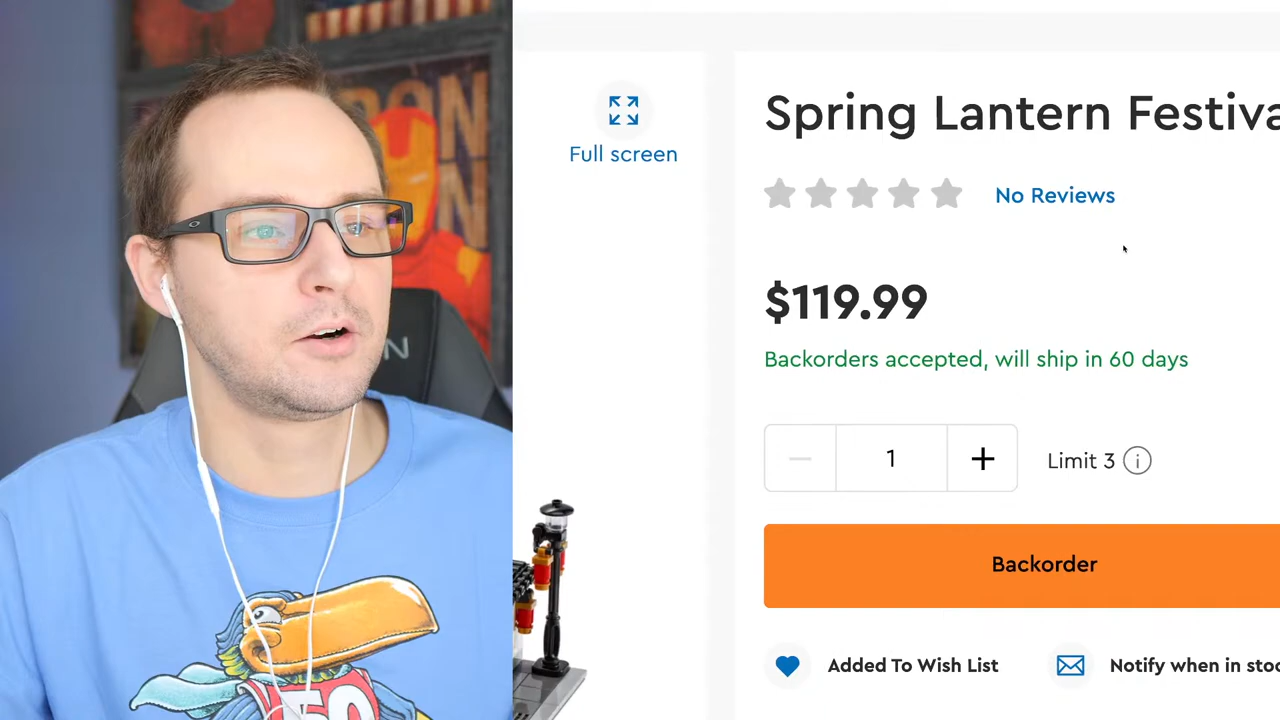 Full screen
Spring Lantern Festiva
No Reviews
$119.99
Backorders accepted, will ship in 60 days
1
Limit 3
Backorder
Added To Wish List
Notify when in stoc
50